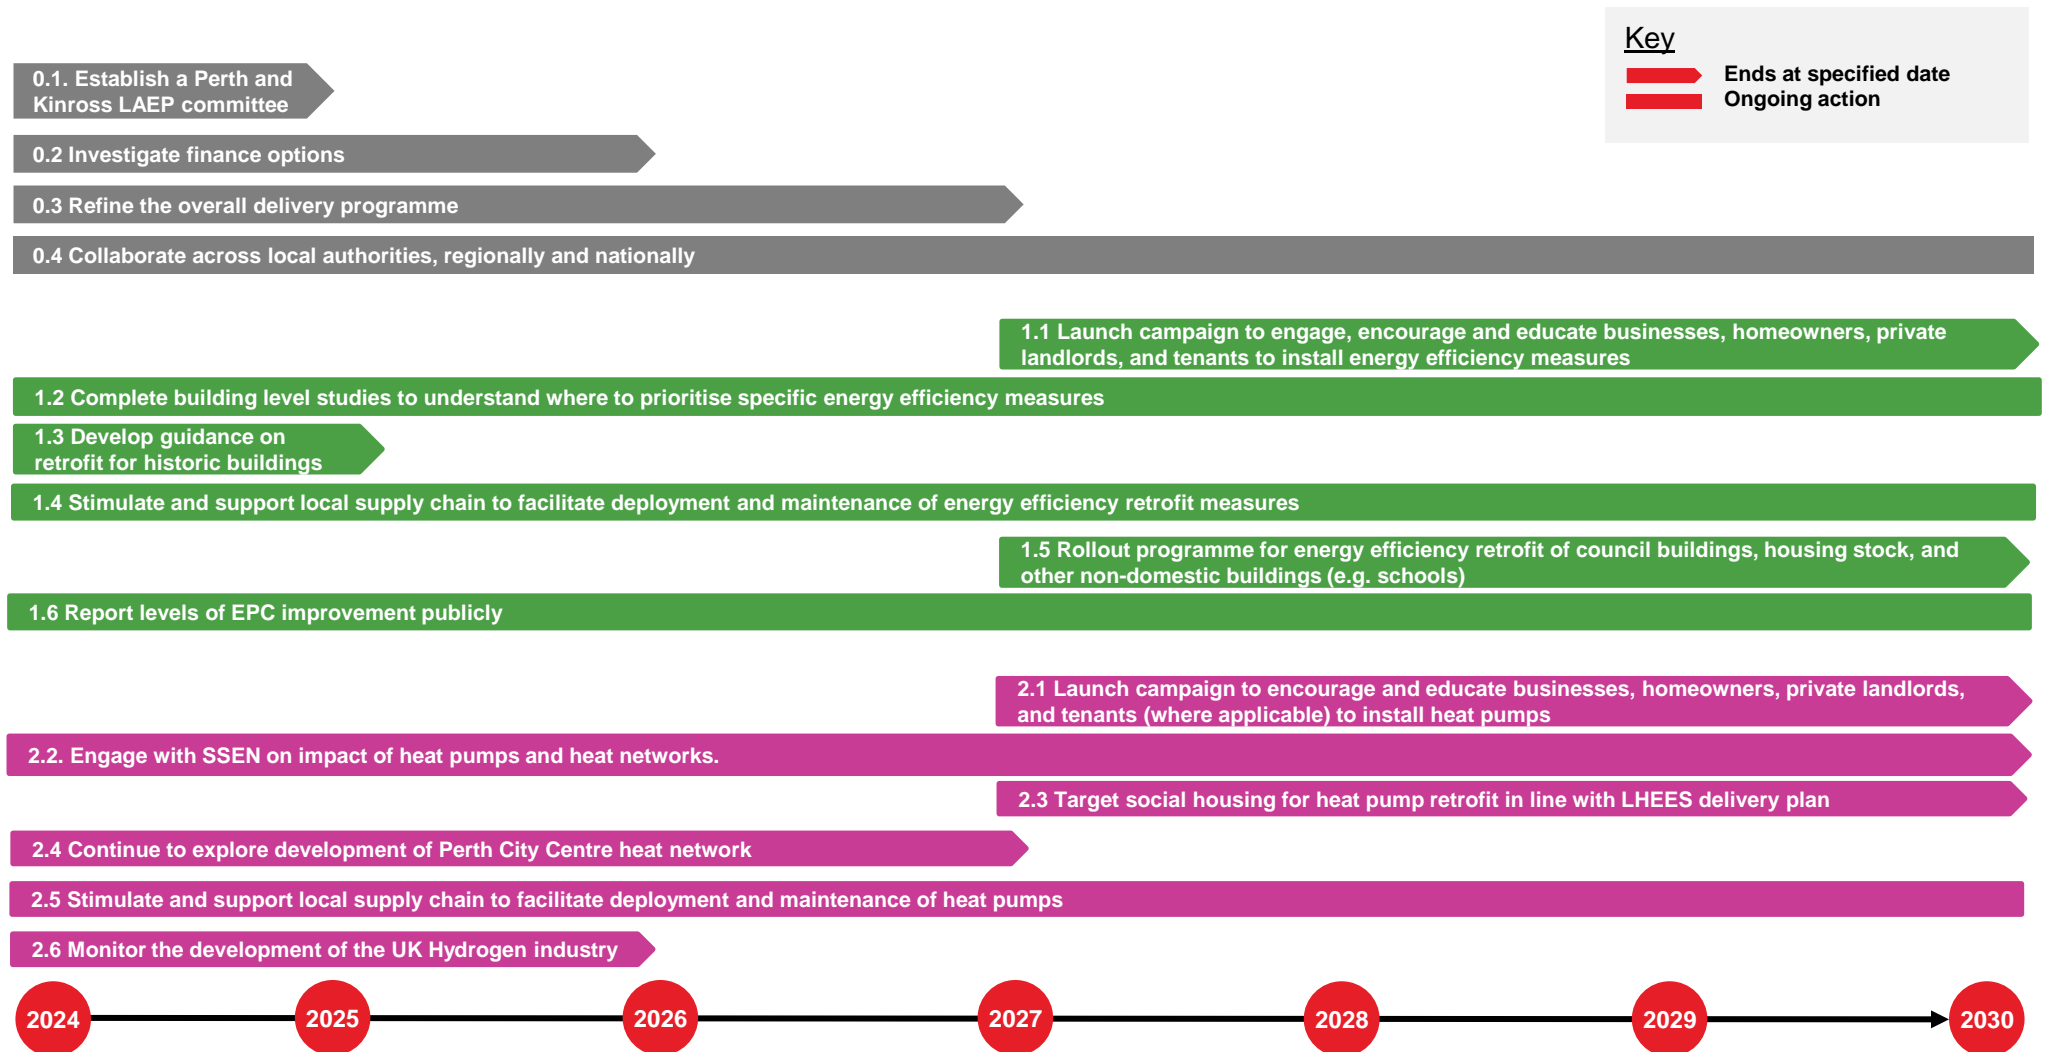 Key
Ends at specified date
Ongoing action
0.1. Establish a Perth and
Kinross LAEP committee
0.2 Investigate finance options
0.3 Refine the overall delivery programme
0.4 Collaborate across local authorities, regionally and nationally
1.1 Launch campaign to engage, encourage and educate businesses, homeowners, private
landlords, and tenants to install energy efficiency measures
1.2 Complete building level studies to understand where to prioritise specific energy efficiency measures
1.3 Develop guidance on
retrofit for historic buildings
1.4 Stimulate and support local supply chain to facilitate deployment and maintenance of energy efficiency retrofit measures
1.5 Rollout programme for energy efficiency retrofit of council buildings, housing stock, and
other non-domestic buildings (e.g. schools)
1.6 Report levels of EPC improvement publicly
2.1 Launch campaign to encourage and educate businesses, homeowners, private landlords,
and tenants (where applicable) to install heat pumps
2.2. Engage with SSEN on impact of heat pumps and heat networks.
2.3 Target social housing for heat pump retrofit in line with LHEES delivery plan
2.4 Continue to explore development of Perth City Centre heat network
2.5 Stimulate and support local supply chain to facilitate deployment and maintenance of heat pumps
2.6 Monitor the development of the UK Hydrogen industry
2024 2025 2026 2027 2028 2029 2030